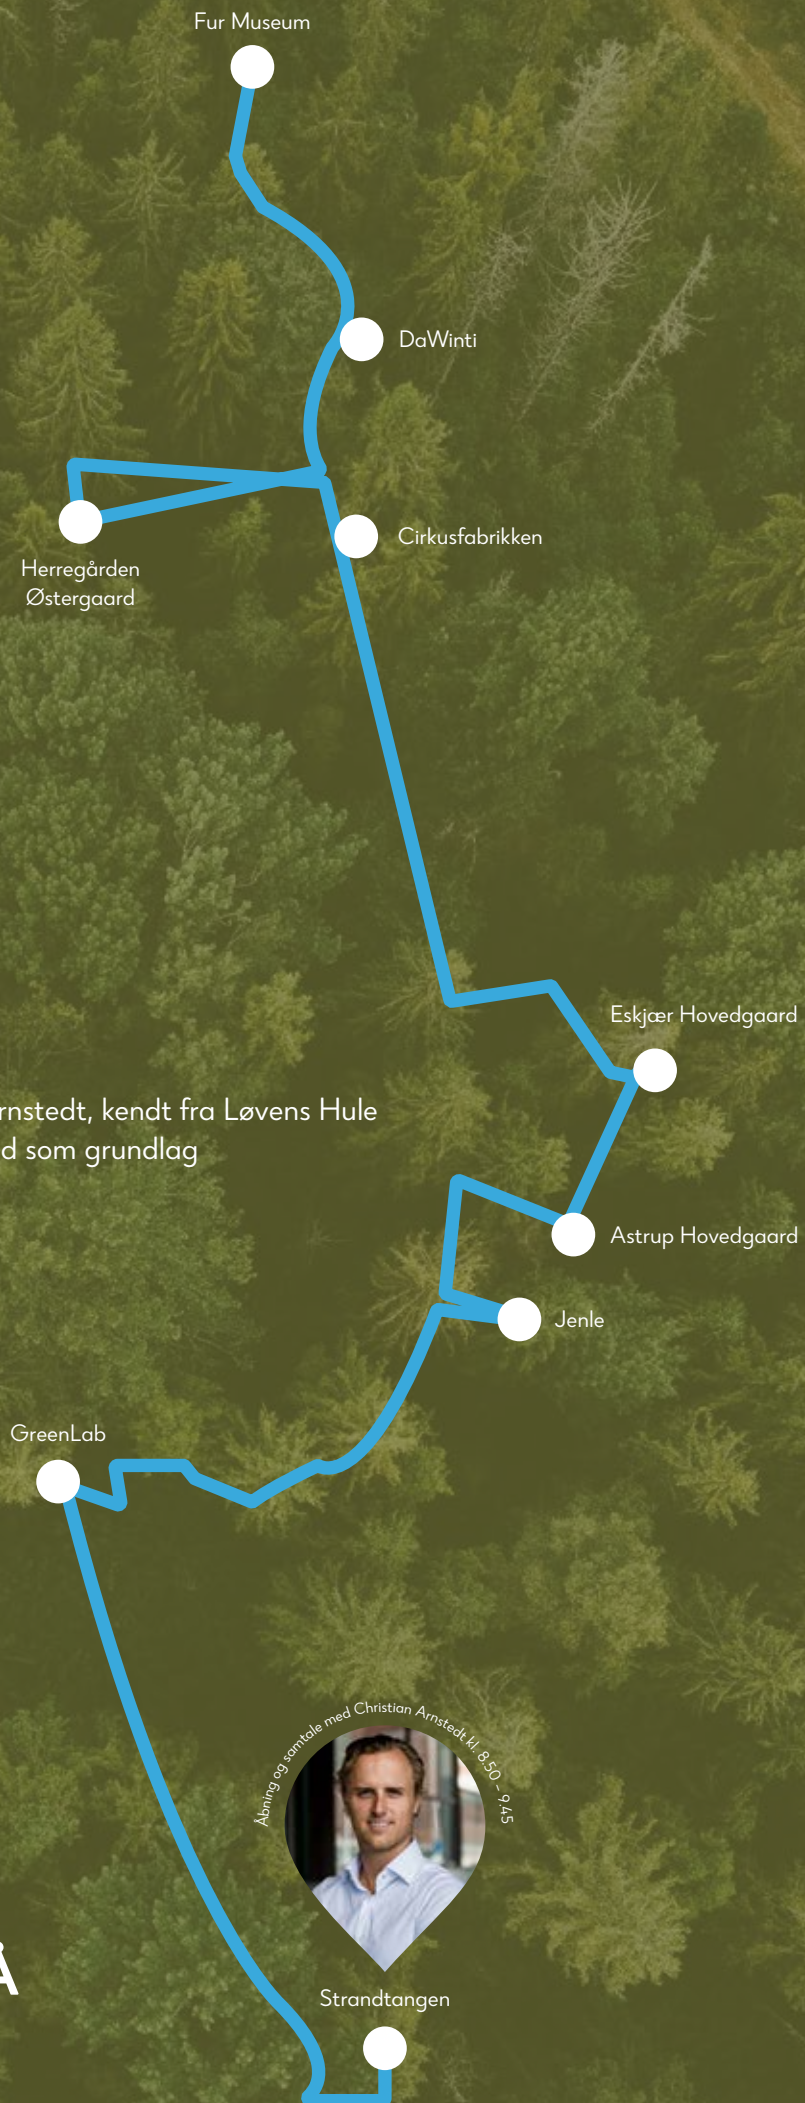 Fur Museum
DaWinti
Cirkusfabrikken
Herregården
Østergaard
Eskjær Hovedgaard
rnstedt, kendt fra Løvens Hule
d som grundlag
Astrup Hovedgaard
Jenle
GreenLab
Åbning og samtale med Christian Arnstedt kl. 8.50 – 9.45
Å
Strandtangen